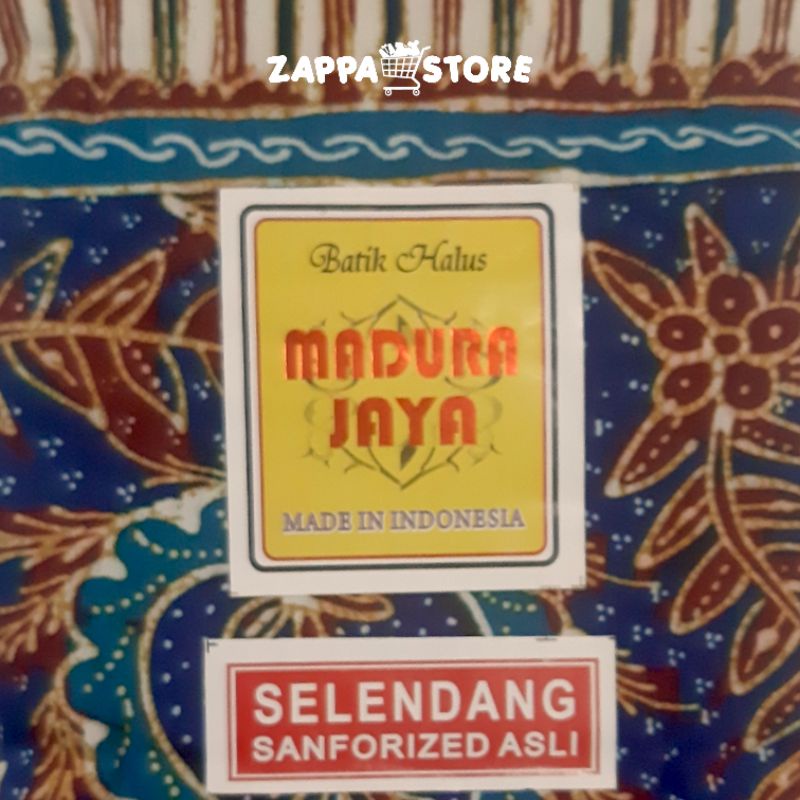 ZAPPA STORE
Batik Halus
MADURA
JAYA
MADE IN INDONESIA
SELENDANG
SANFORIZED ASLI